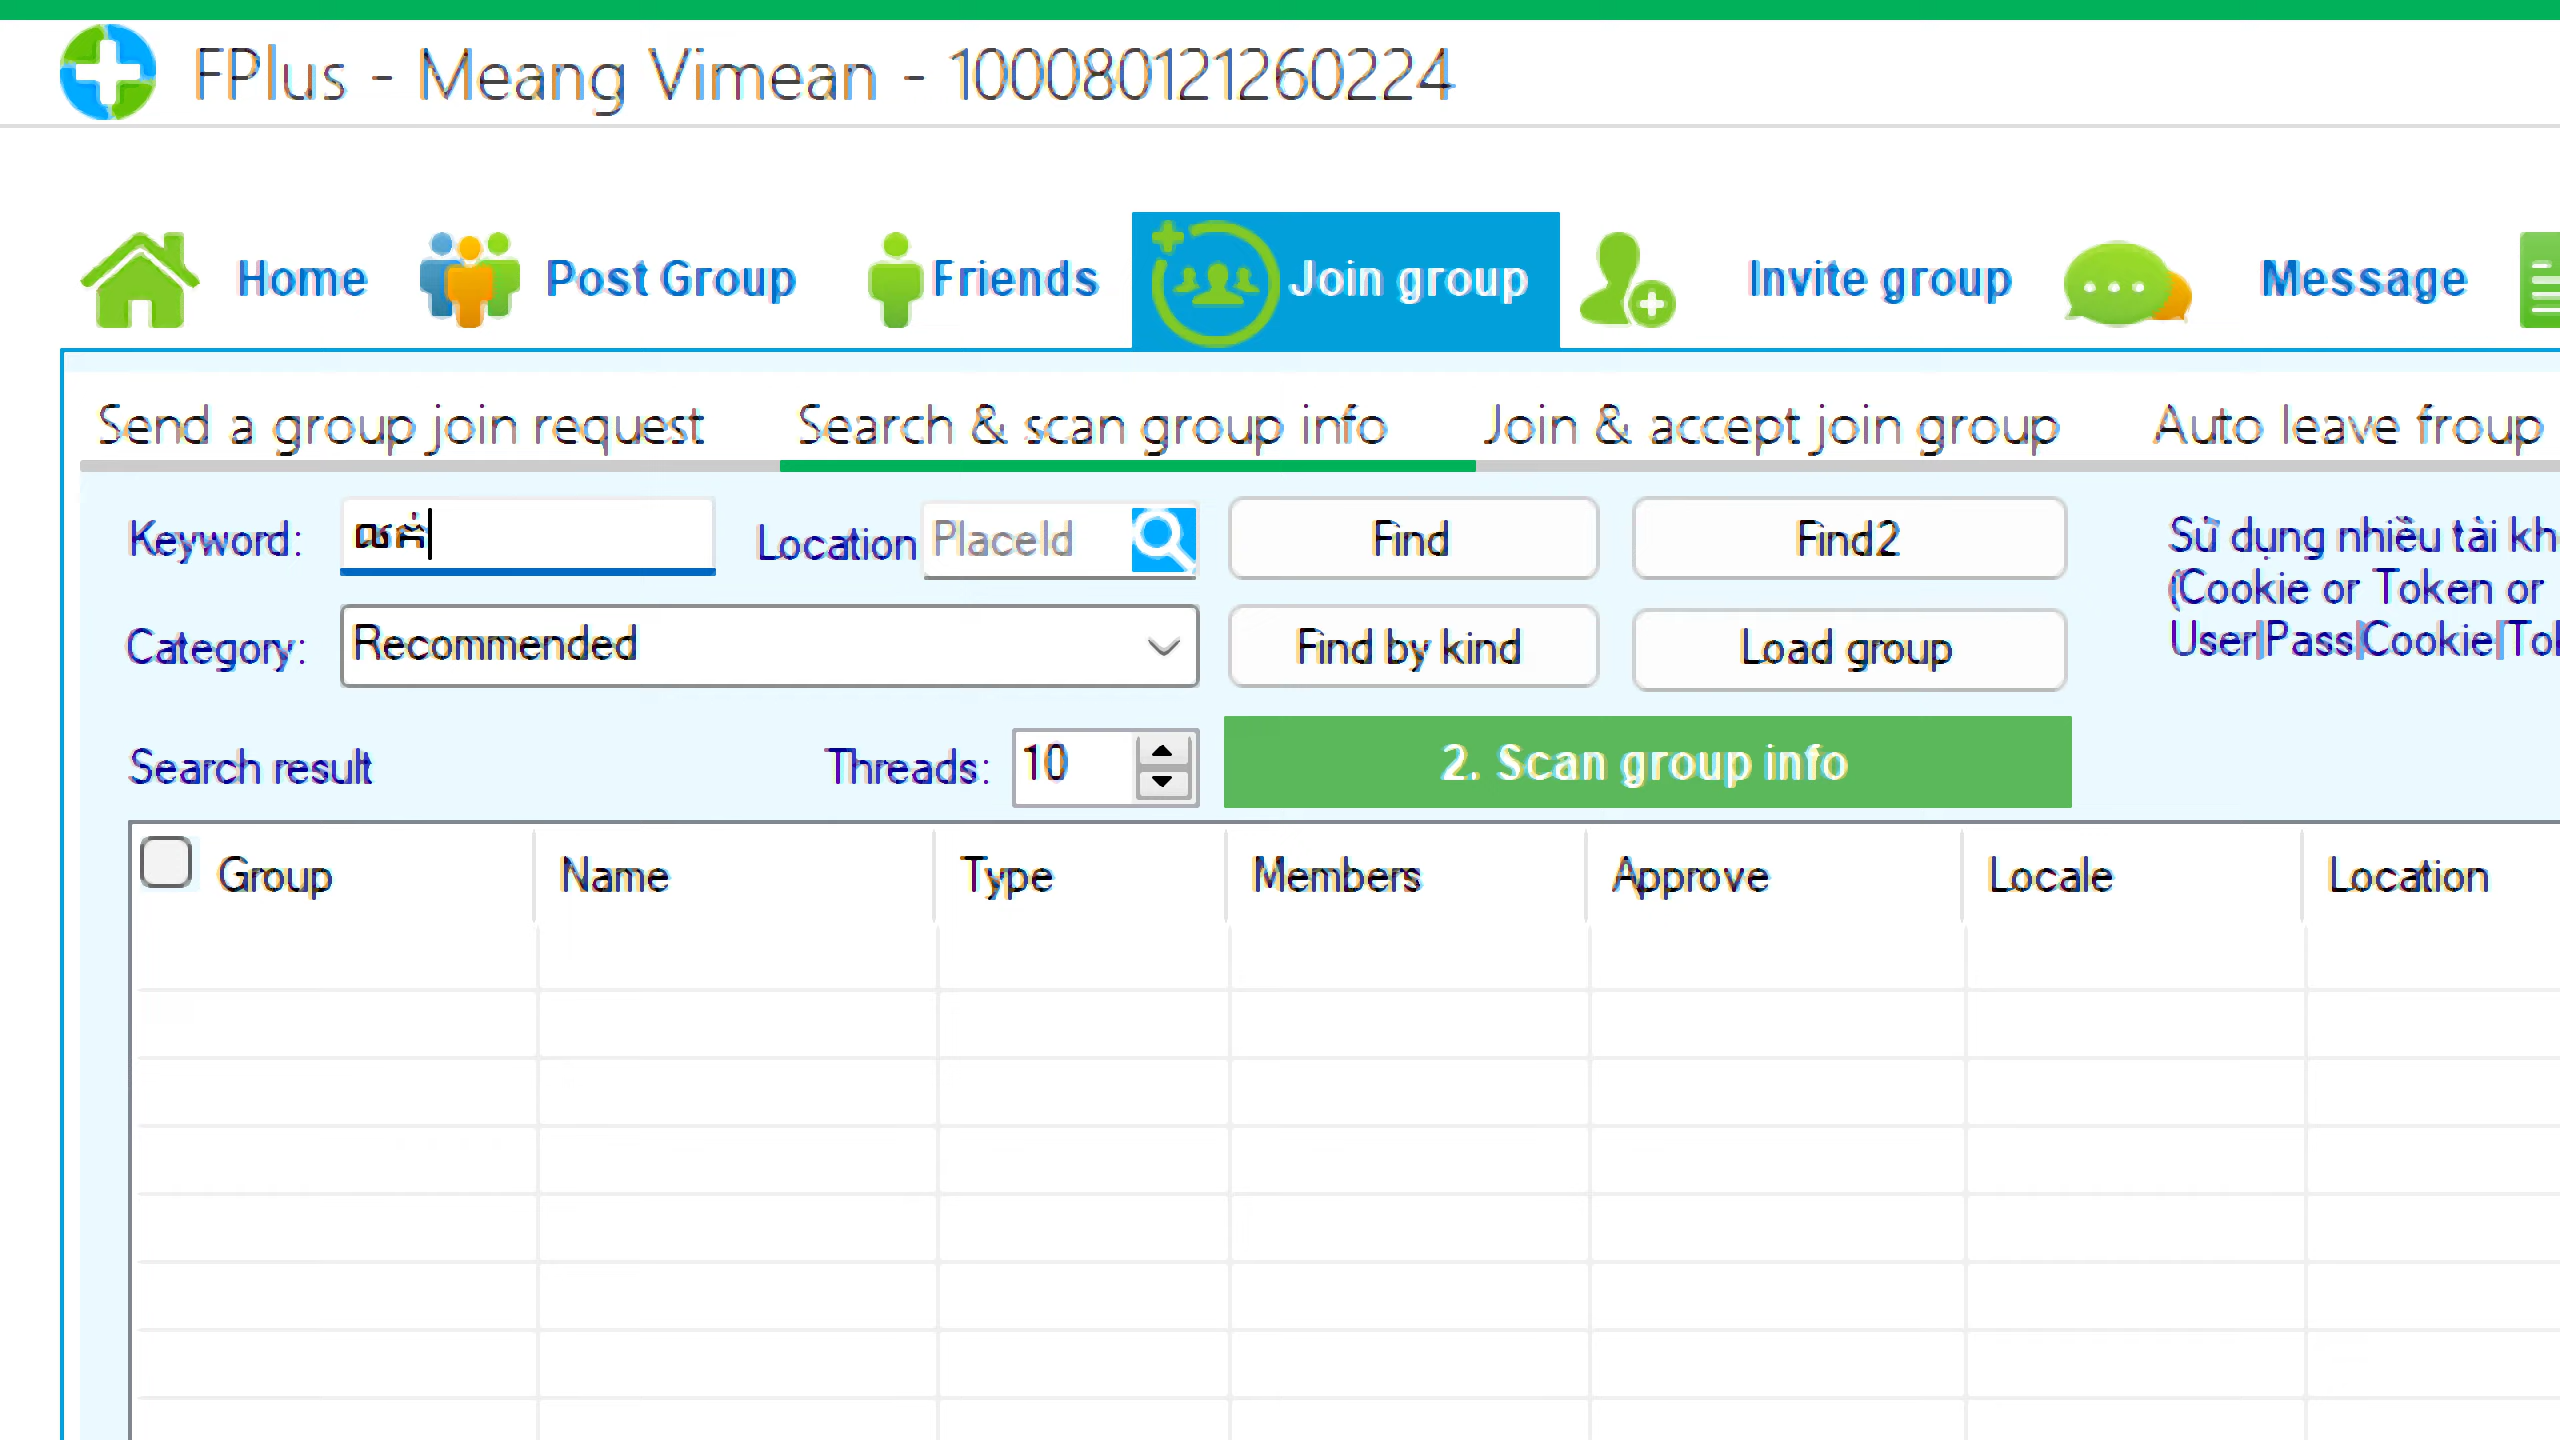 FPlus - Meang Vimean - 100080121260224
Home
Post Group
Friends
Join group
Invite group
Message
Send a group join request
Search & scan group info
Join & accept join group
Auto leave froup
Keyword:
លក់
Location
PlaceId
Find
Find2
Sử dụng nhiều tài kh
(Cookie or Token or
User|Pass|Cookie|Tok
Category:
Recommended
Find by kind
Load group
Search result
Threads:
10
2. Scan group info
Group
Name
Type
Members
Approve
Locale
Location